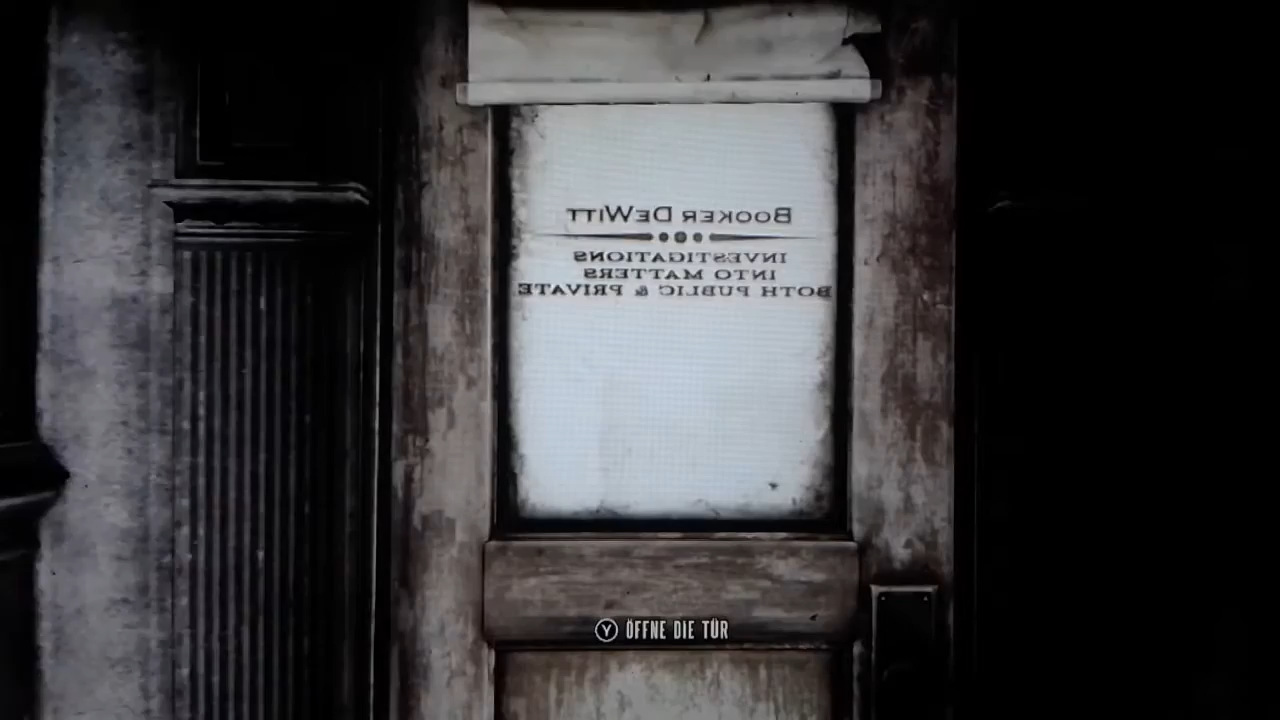 Booker DeWitt
INVESTIGATIONS
INTO MATTERS
BOTH PUBLIC & PRIVATE
Y ÖFFNE DIE TÜR